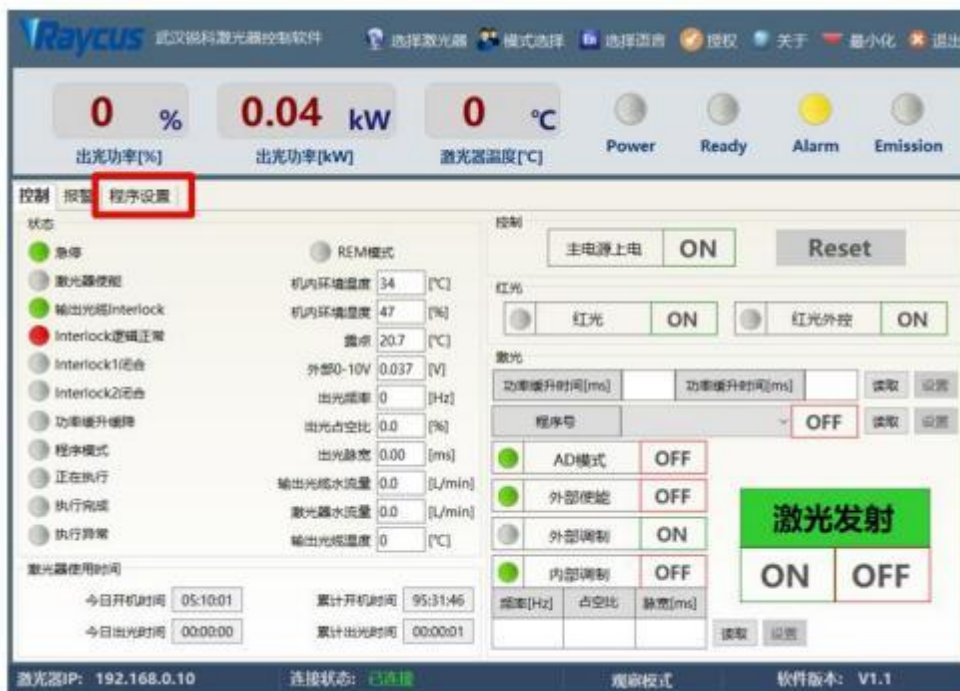 Raycus 武汉锐科激光器控制软件 选择激光器 模式选择 En 选择语言 授权 关于 最小化 退出
0 % 0.04 kW 0 °C
出光功率[%] 出光功率[kW] 激光器温度[°C] Power Ready Alarm Emission
控制 报警 程序设置
状态
急停 REM模式
激光器使能 机内环境温度 34 [°C]
输出光缆Interlock 机内环境湿度 47 [%]
Interlock逻辑正常 露点 20.7 [°C]
Interlock1闭合 外部0-10V 0.037 [V]
Interlock2闭合 出光频率 0 [Hz]
功率缓升缓降 出光占空比 0.0 [%]
程序模式 出光脉宽 0.00 [ms]
正在执行 输出光缆水流量 0.0 [L/min]
执行完成 激光器水流量 0.0 [L/min]
执行异常 输出光缆温度 0 [°C]
激光器使用时间
今日开机时间 05:10:01 累计开机时间 95:31:46
今日出光时间 00:00:00 累计出光时间 00:00:01
控制
主电源上电 ON Reset
红光
红光 ON 红光外控 ON
激光
功率缓升时间[ms] 功率缓升时间[ms] 读取 设置
程序号 OFF 读取 设置
AD模式 OFF
外部使能 OFF
外部调制 ON
内部调制 OFF
激光发射
ON OFF
频率[Hz] 占空比 脉宽[ms]
读取 设置
激光器IP: 192.168.0.10 连接状态: 已连接 观察模式 软件版本: V1.1